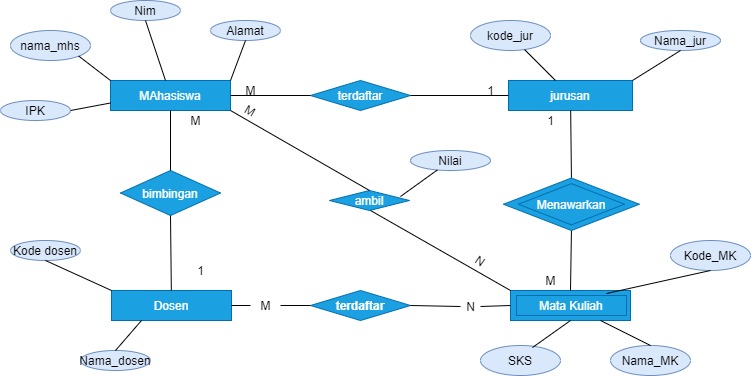 Nim
Alamat
nama_mhs
kode_jur
Nama_jur
IPK
MAhasiswa
M
terdaftar
1
jurusan
M
M
1
Nilai
bimbingan
ambil
Menawarkan
Kode dosen
Kode_MK
N
1
M
Dosen
M
terdaftar
N
Mata Kuliah
Nama_dosen
SKS
Nama_MK